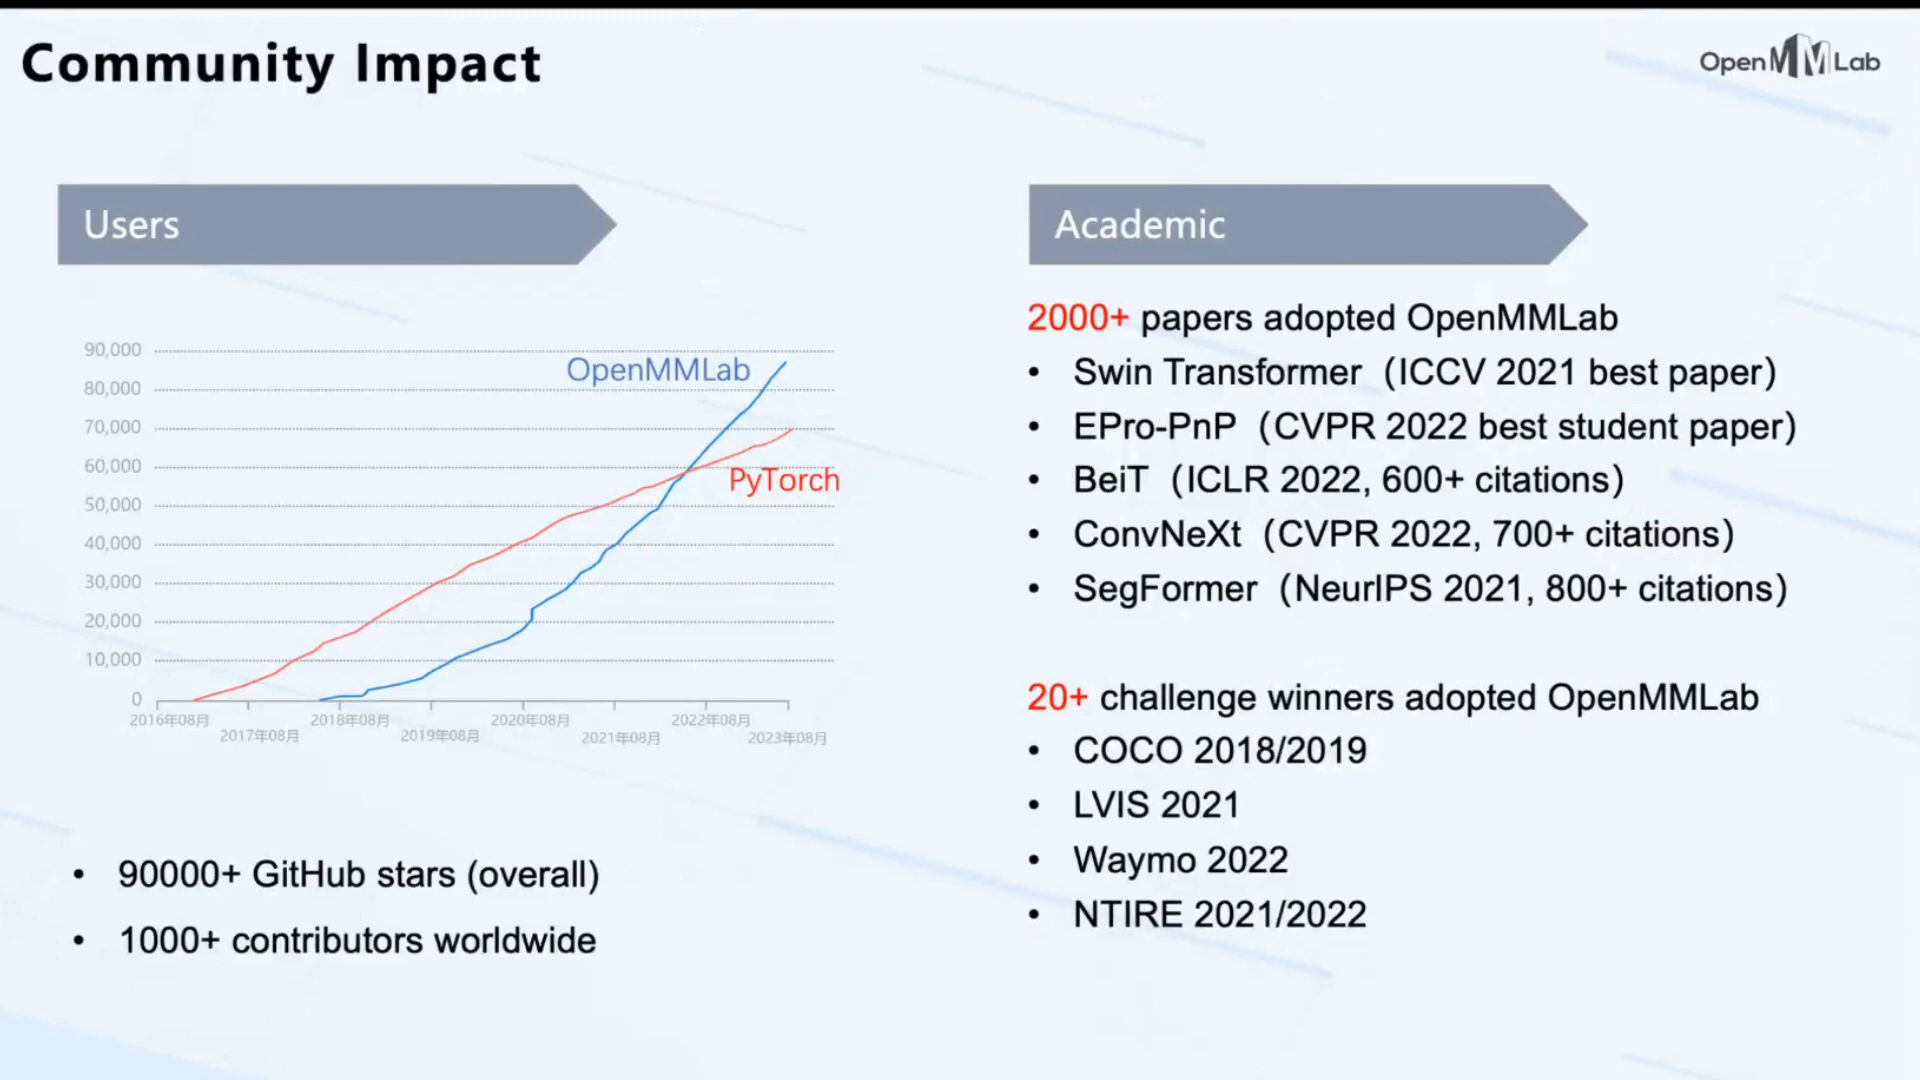 Community Impact
OpenMMLab
Users
90,000
80,000
70,000
60,000
50,000
40,000
30,000
20,000
10,000
0
OpenMMLab
PyTorch
2016年08月
2017年08月
2018年08月
2019年08月
2020年08月
2021年08月
2022年08月
2023年08月
• 90000+ GitHub stars (overall)
• 1000+ contributors worldwide
Academic
2000+ papers adopted OpenMMLab
• Swin Transformer（ICCV 2021 best paper)
• EPro-PnP（CVPR 2022 best student paper)
• BeiT（ICLR 2022, 600+ citations)
• ConvNeXt（CVPR 2022, 700+ citations)
• SegFormer（NeurIPS 2021, 800+ citations)
20+ challenge winners adopted OpenMMLab
• COCO 2018/2019
• LVIS 2021
• Waymo 2022
• NTIRE 2021/2022